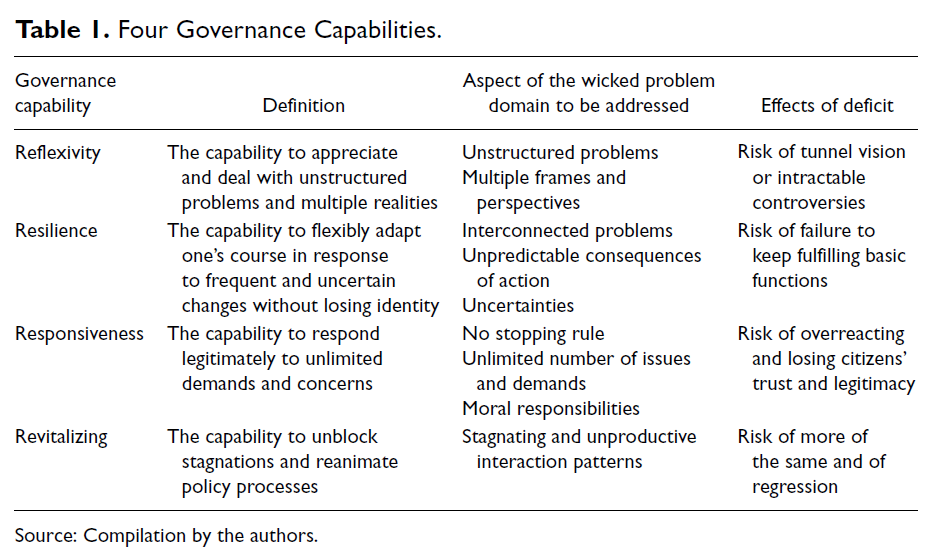 Table 1. Four Governance Capabilities.
Governance capability Definition Aspect of the wicked problem domain to be addressed Effects of deficit
Reflexivity The capability to appreciate Unstructured problems Risk of tunnel vision
and deal with unstructured Multiple frames and or intractable
problems and multiple realities perspectives controversies
Resilience The capability to flexibly adapt Interconnected problems Risk of failure to
one's course in response Unpredictable consequences keep fulfilling basic
to frequent and uncertain of action functions
changes without losing identity Uncertainties
Responsiveness The capability to respond No stopping rule Risk of overreacting
legitimately to unlimited Unlimited number of issues and losing citizens'
demands and concerns and demands trust and legitimacy
Moral responsibilities
Revitalizing The capability to unblock Stagnating and unproductive Risk of more of
stagnations and reanimate interaction patterns the same and of
policy processes regression
Source: Compilation by the authors.